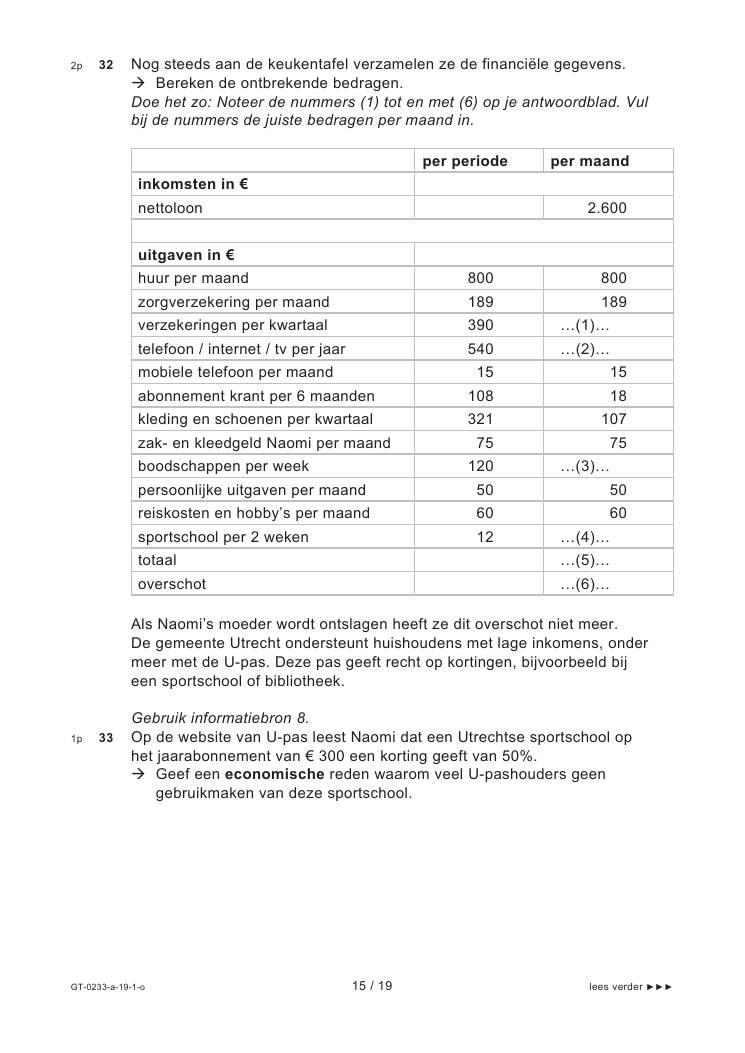 2p 32 Nog steeds aan de keukentafel verzamelen ze de financiële gegevens.
→ Bereken de ontbrekende bedragen.
Doe het zo: Noteer de nummers (1) tot en met (6) op je antwoordblad. Vul
bij de nummers de juiste bedragen per maand in.
per periode per maand
inkomsten in €
nettoloon 2.600
uitgaven in €
huur per maand 800 800
zorgverzekering per maand 189 189
verzekeringen per kwartaal 390 …(1)…
telefoon / internet / tv per jaar 540 …(2)…
mobiele telefoon per maand 15 15
abonnement krant per 6 maanden 108 18
kleding en schoenen per kwartaal 321 107
zak- en kleedgeld Naomi per maand 75 75
boodschappen per week 120 …(3)…
persoonlijke uitgaven per maand 50 50
reiskosten en hobby’s per maand 60 60
sportschool per 2 weken 12 …(4)…
totaal …(5)…
overschot …(6)…
Als Naomi’s moeder wordt ontslagen heeft ze dit overschot niet meer.
De gemeente Utrecht ondersteunt huishoudens met lage inkomens, onder
meer met de U-pas. Deze pas geeft recht op kortingen, bijvoorbeeld bij
een sportschool of bibliotheek.
Gebruik informatiebron 8.
1p 33 Op de website van U-pas leest Naomi dat een Utrechtse sportschool op
het jaarabonnement van € 300 een korting geeft van 50%.
→ Geef een economische reden waarom veel U-pashouders geen
gebruikmaken van deze sportschool.
GT-0233-a-19-1-o 15 / 19 lees verder ►►►